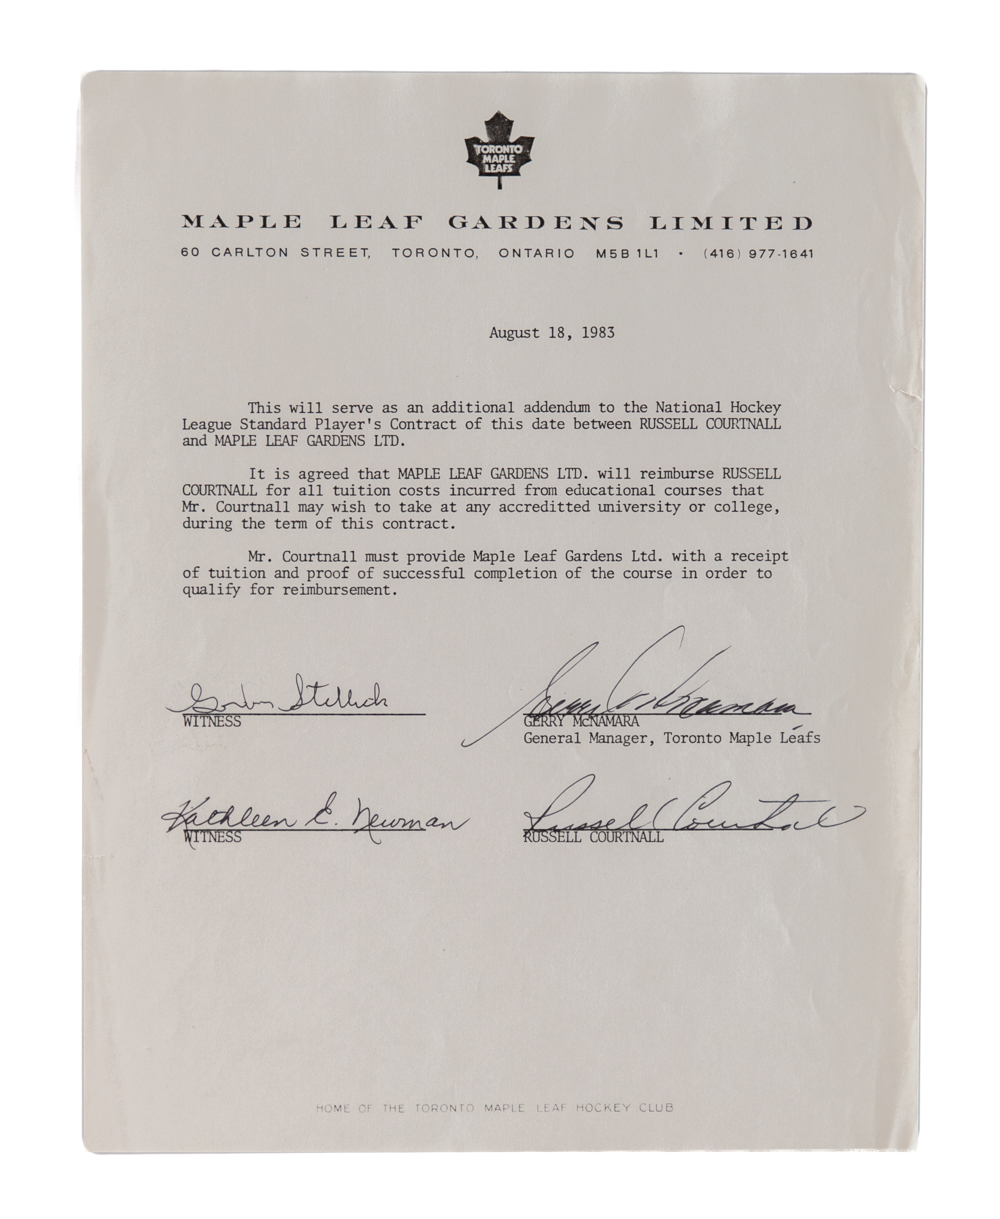 TORONTO
MAPLE
LEAFS
MAPLE LEAF GARDENS LIMITED
60 CARLTON STREET, TORONTO, ONTARIO M5B 1L1 • (416) 977-1641
August 18, 1983
This will serve as an additional addendum to the National Hockey
League Standard Player's Contract of this date between RUSSELL COURTNALL
and MAPLE LEAF GARDENS LTD.
It is agreed that MAPLE LEAF GARDENS LTD. will reimburse RUSSELL
COURTNALL for all tuition costs incurred from educational courses that
Mr. Courtnall may wish to take at any accreditted university or college,
during the term of this contract.
Mr. Courtnall must provide Maple Leaf Gardens Ltd. with a receipt
of tuition and proof of successful completion of the course in order to
qualify for reimbursement.
WITNESS
Gerry McNamara
GERRY McNAMARA
General Manager, Toronto Maple Leafs
Kathleen E. Newman
WITNESS
Russell Courtnall
RUSSELL COURTNALL
HOME OF THE TORONTO MAPLE LEAF HOCKEY CLUB